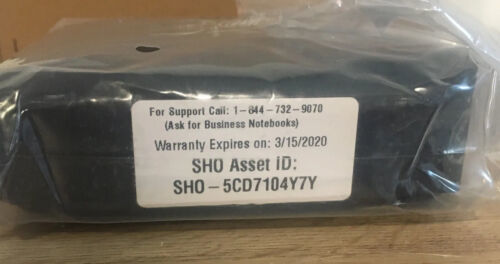 For Support Call: 1-844-732-9070
(Ask for Business Notebooks)
Warranty Expires on: 3/15/2020
SHO Asset ID:
SHO - 5CD7104Y7Y